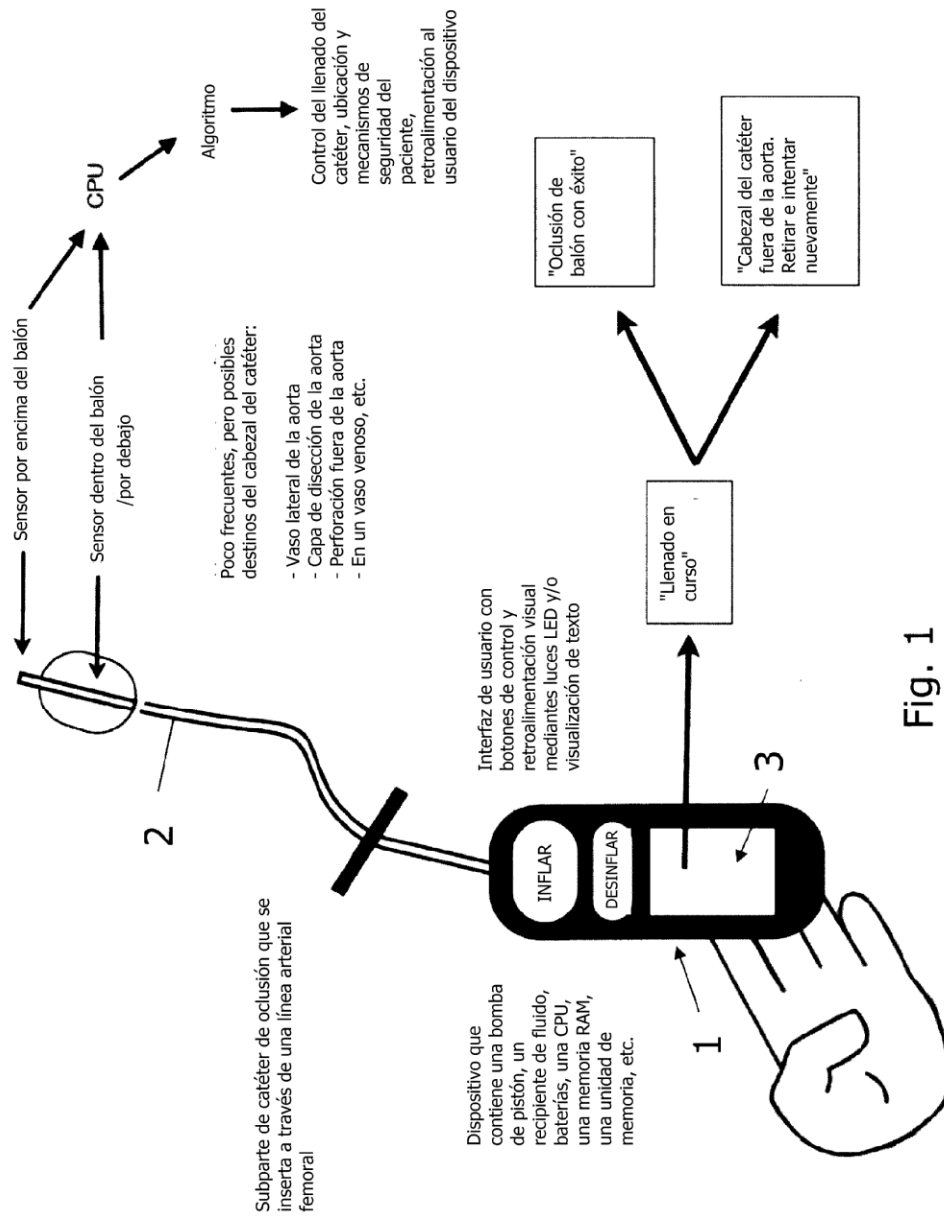 Sensor por encima del balón
CPU
Sensor dentro del balón
/por debajo
Algoritmo
Control del llenado del
catéter, ubicación y
mecanismos de
seguridad del
paciente,
retroalimentación al
usuario del dispositivo
Poco frecuentes, pero posibles
destinos del cabezal del catéter:
- Vaso lateral de la aorta
- Capa de disección de la aorta
- Perforación fuera de la aorta
- En un vaso venoso, etc.
2
Subparte de catéter de oclusión que se
inserta a través de una línea arterial
femoral
Interfaz de usuario con
botones de control y
retroalimentación visual
mediantes luces LED y/o
visualización de texto
INFLAR
DESINFLAR
3
1
Dispositivo que
contiene una bomba
de pistón, un
recipiente de fluido,
baterías, una CPU,
una memoria RAM,
una unidad de
memoria, etc.
"Llenado en
curso"
"Oclusión de
balón con éxito"
"Cabezal del catéter
fuera de la aorta.
Retirar e intentar
nuevamente"
Fig. 1